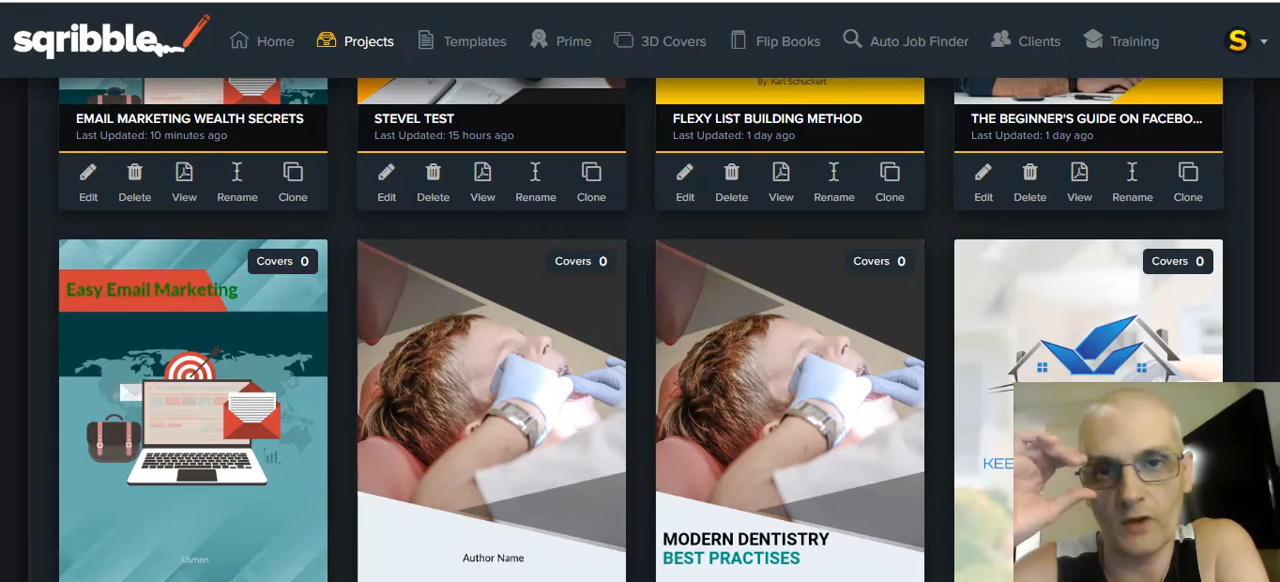 sqribble
Home
Projects
Templates
Prime
3D Covers
Flip Books
Auto Job Finder
Clients
Training
S
By: Karl Schuckert
EMAIL MARKETING WEALTH SECRETS
Last Updated: 10 minutes ago
STEVEL TEST
Last Updated: 15 hours ago
FLEXY LIST BUILDING METHOD
Last Updated: 1 day ago
THE BEGINNER'S GUIDE ON FACEBO...
Last Updated: 1 day ago
Edit Delete View Rename Clone
Edit Delete View Rename Clone
Edit Delete View Rename Clone
Edit Delete View Rename Clone
Covers 0
Easy Email Marketing
Lisman
Covers 0
Author Name
Covers 0
MODERN DENTISTRY
BEST PRACTISES
Covers 0
KEE